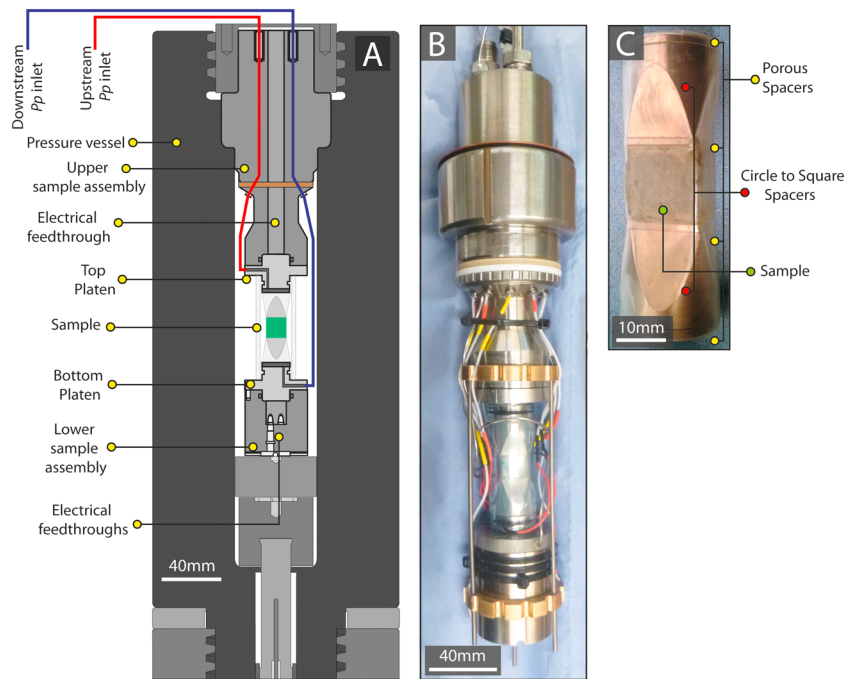 Downstream
Pp inlet
Upstream
Pp inlet
A
Pressure vessel
Upper
sample assembly
Electrical
feedthrough
Top
Platen
Sample
Bottom
Platen
Lower
sample
assembly
Electrical
feedthroughs
40mm
B
40mm
C
Porous
Spacers
Circle to Square
Spacers
Sample
10mm